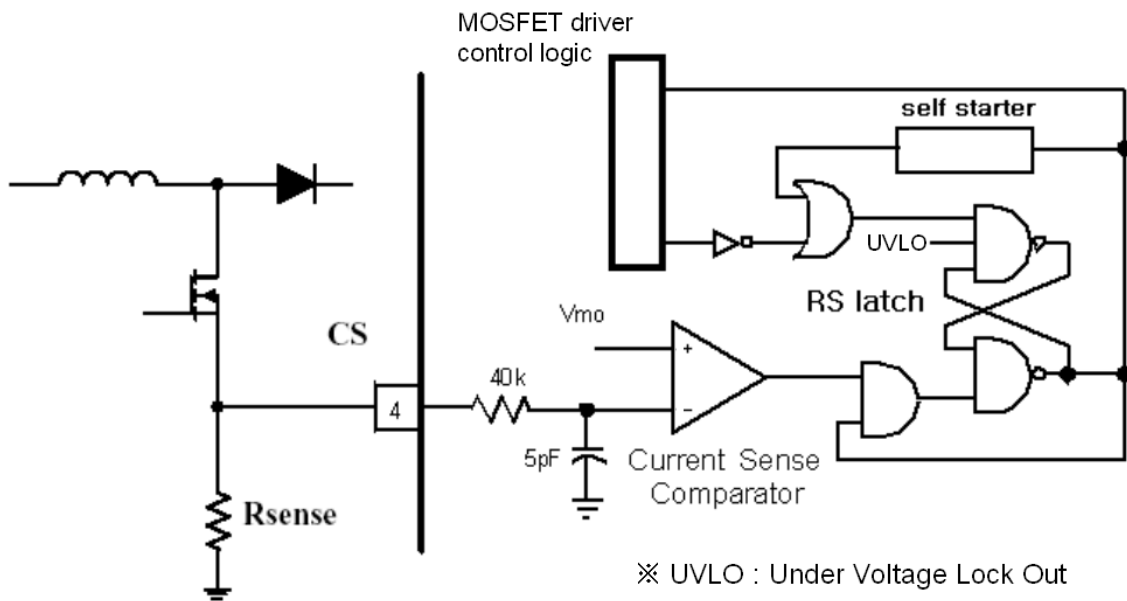 MOSFET driver
control logic
self starter
UVLO
RS latch
Vmo
+
CS
40k
4
−
5pF
Current Sense
Comparator
Rsense
※ UVLO : Under Voltage Lock Out